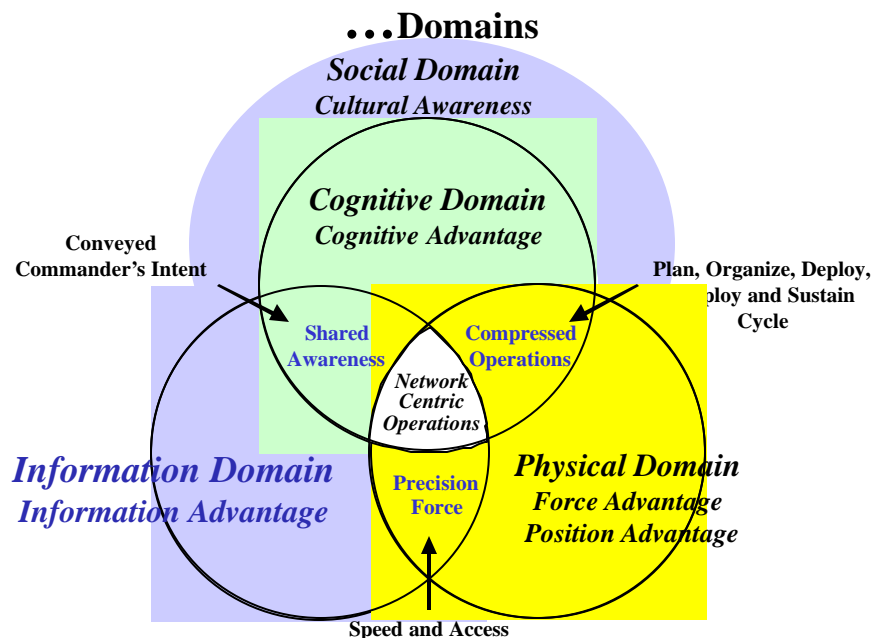 ...Domains
Social Domain
Cultural Awareness
Cognitive Domain
Cognitive Advantage
Conveyed
Commander's Intent
Plan, Organize, Deploy,
ploy and Sustain
Cycle
Shared
Awareness
Compressed
Operations
Network
Centric
Operations
Information Domain
Information Advantage
Precision
Force
Physical Domain
Force Advantage
Position Advantage
Speed and Access